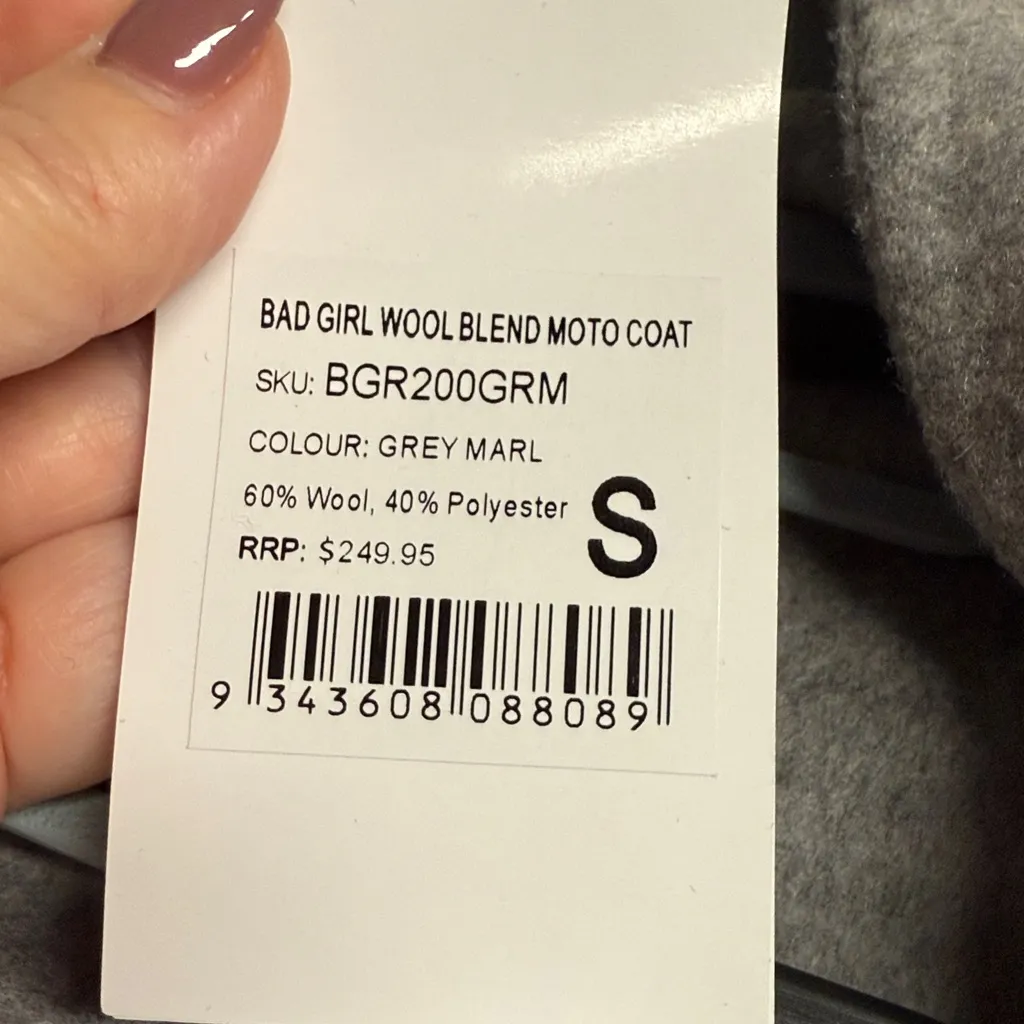 BAD GIRL WOOL BLEND MOTO COAT
SKU: BGR200GRM
COLOUR: GREY MARL
60% Wool, 40% Polyester
S
RRP: $249.95
9 343608 088089